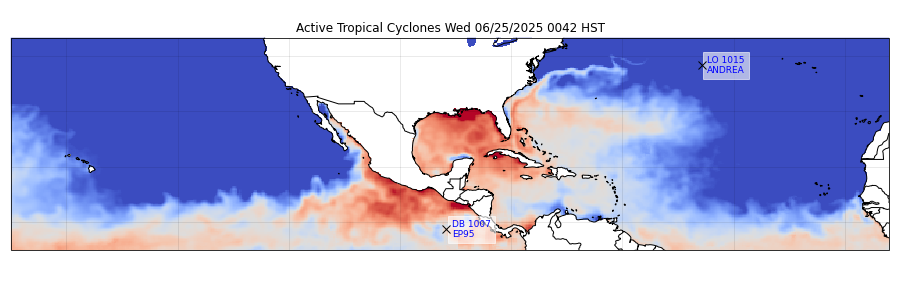 Active Tropical Cyclones Wed 06/25/2025 0042 HST
LO 1015
ANDREA
DB 1007
EP95